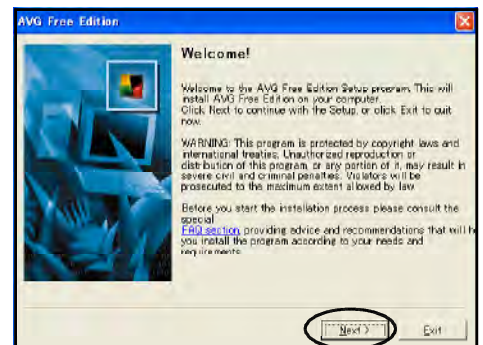 AVG Free Edition
Welcome!
Welcome to the AVG Free Edition Setup program. This will
install AVG Free Edition on your computer.
Click Next to continue with the Setup, or click Exit to quit
now.
WARNING: This program is protected by copyright laws and
international treaties. Unauthorized reproduction or
distribution of this program, or any portion of it, may result in
severe civil and criminal penalties. Violators will be
prosecuted to the maximum extent allowed by law
Before you start the installation process please consult the
special
FAQ section, providing advice and recommendations that will h
you install the program according to your needs and
requirements.
Next >
Exit